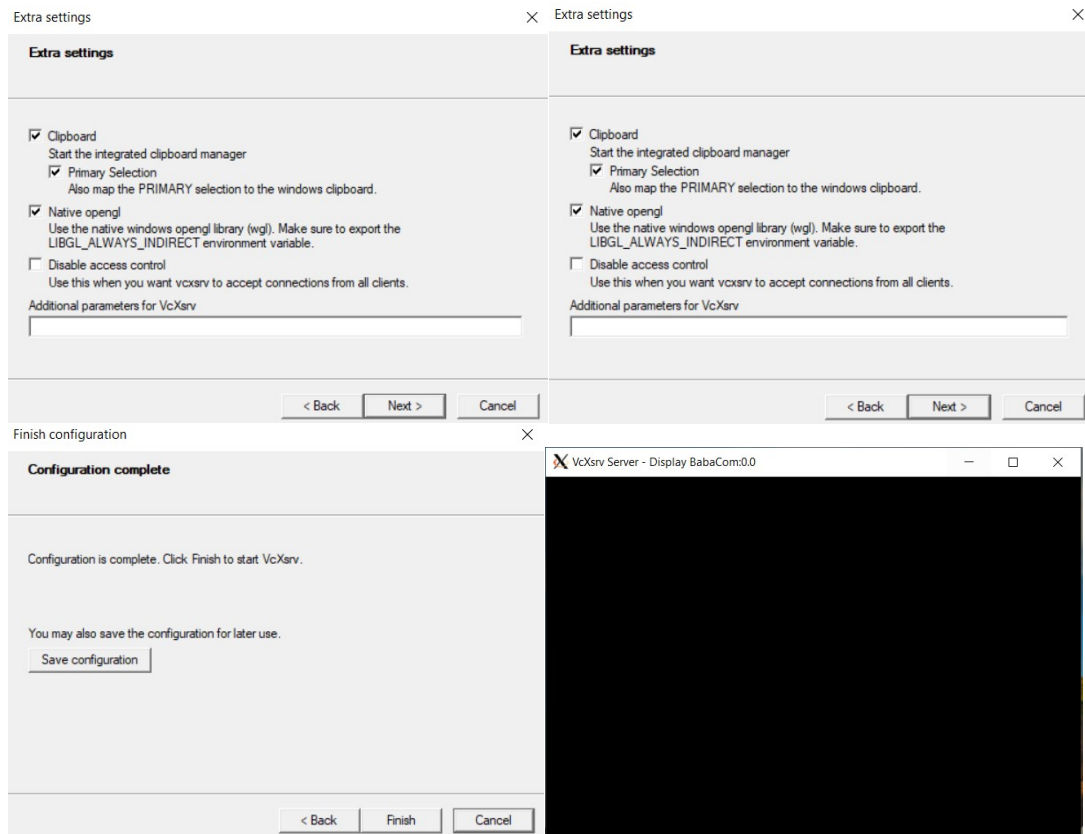 Extra settings
Extra settings
Clipboard
Start the integrated clipboard manager
Primary Selection
Also map the PRIMARY selection to the windows clipboard.
Native opengl
Use the native windows opengl library (wgl). Make sure to export the
LIBGL_ALWAYS_INDIRECT environment variable.
Disable access control
Use this when you want vcxsrv to accept connections from all clients.
Additional parameters for VcXsrv
< Back Next > Cancel
Extra settings
Extra settings
Clipboard
Start the integrated clipboard manager
Primary Selection
Also map the PRIMARY selection to the windows clipboard.
Native opengl
Use the native windows opengl library (wgl). Make sure to export the
LIBGL_ALWAYS_INDIRECT environment variable.
Disable access control
Use this when you want vcxsrv to accept connections from all clients.
Additional parameters for VcXsrv
< Back Next > Cancel
Finish configuration
Configuration complete
Configuration is complete. Click Finish to start VcXsrv.
You may also save the configuration for later use.
Save configuration
< Back Finish Cancel
VcXsrv Server - Display BabaCom:0.0